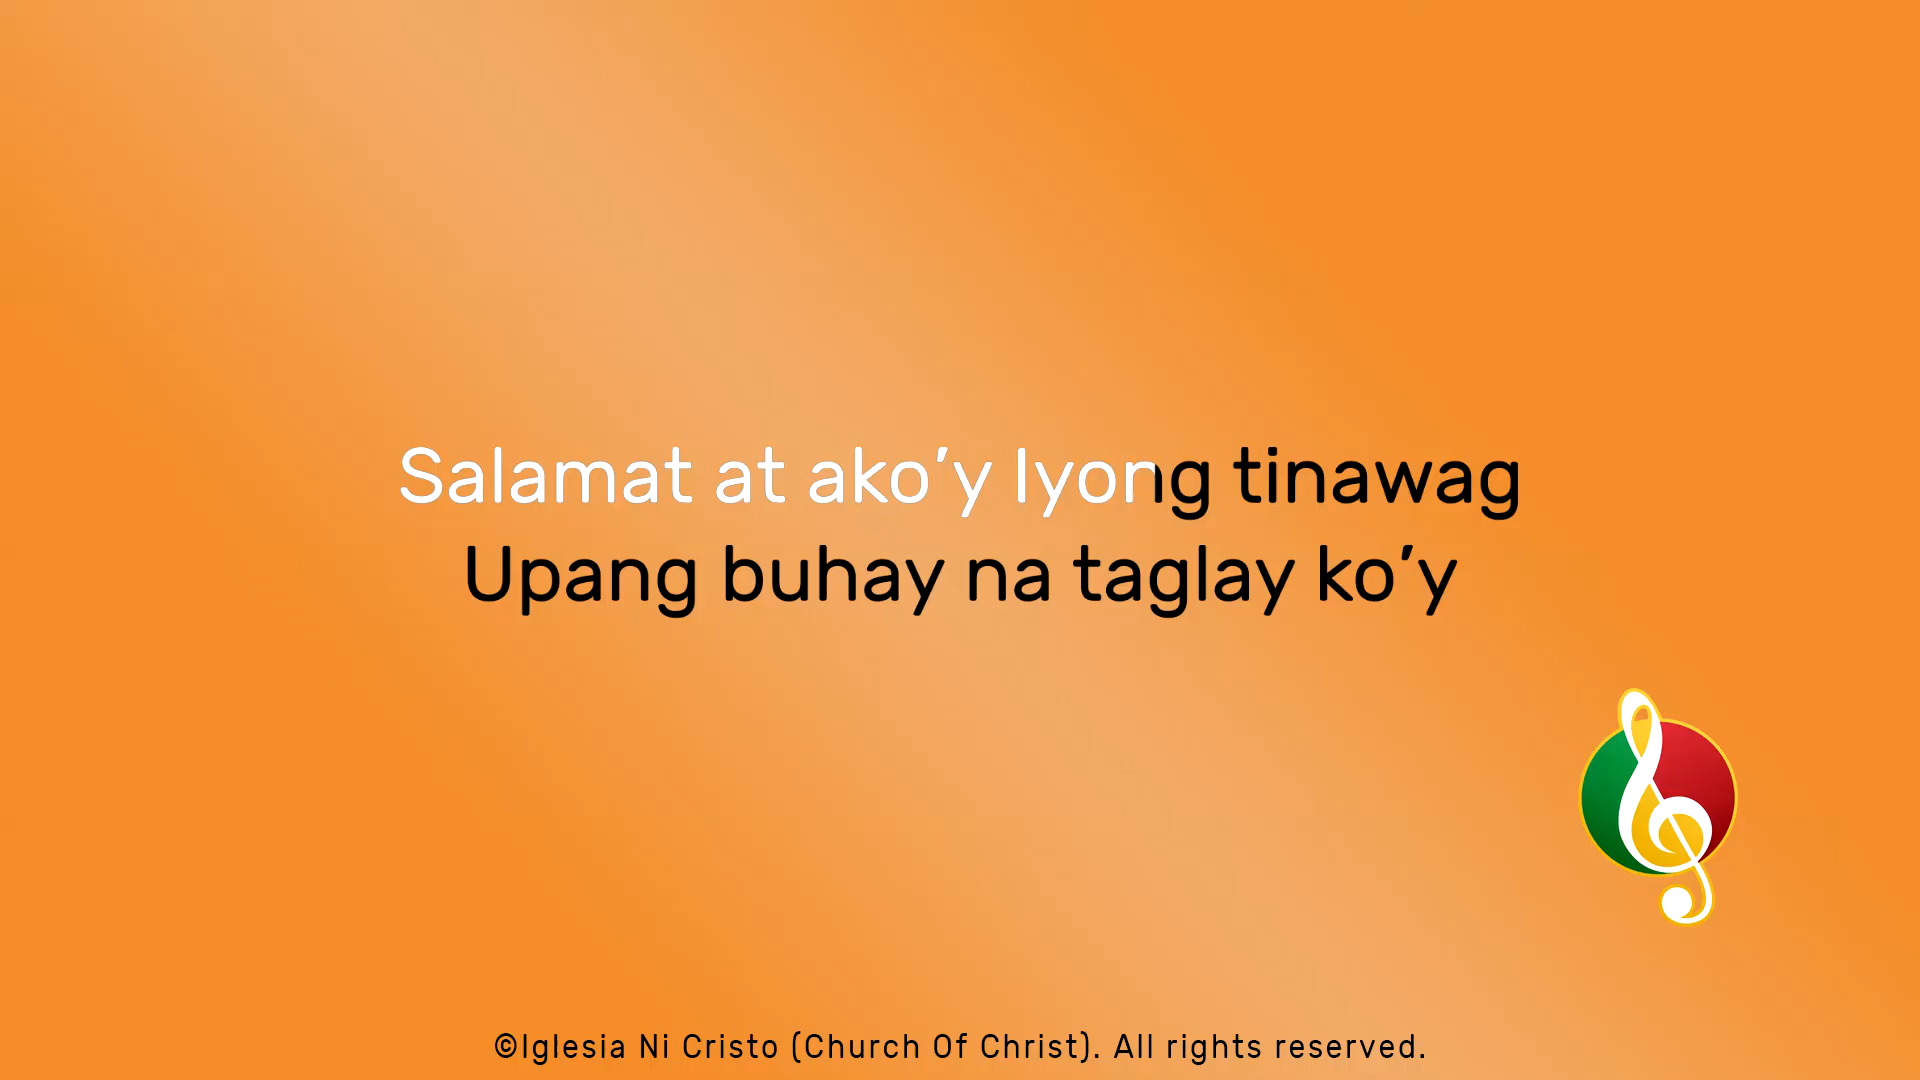 Salamat at ako’y Iyong tinawag
Upang buhay na taglay ko’y
©Iglesia Ni Cristo (Church Of Christ). All rights reserved.